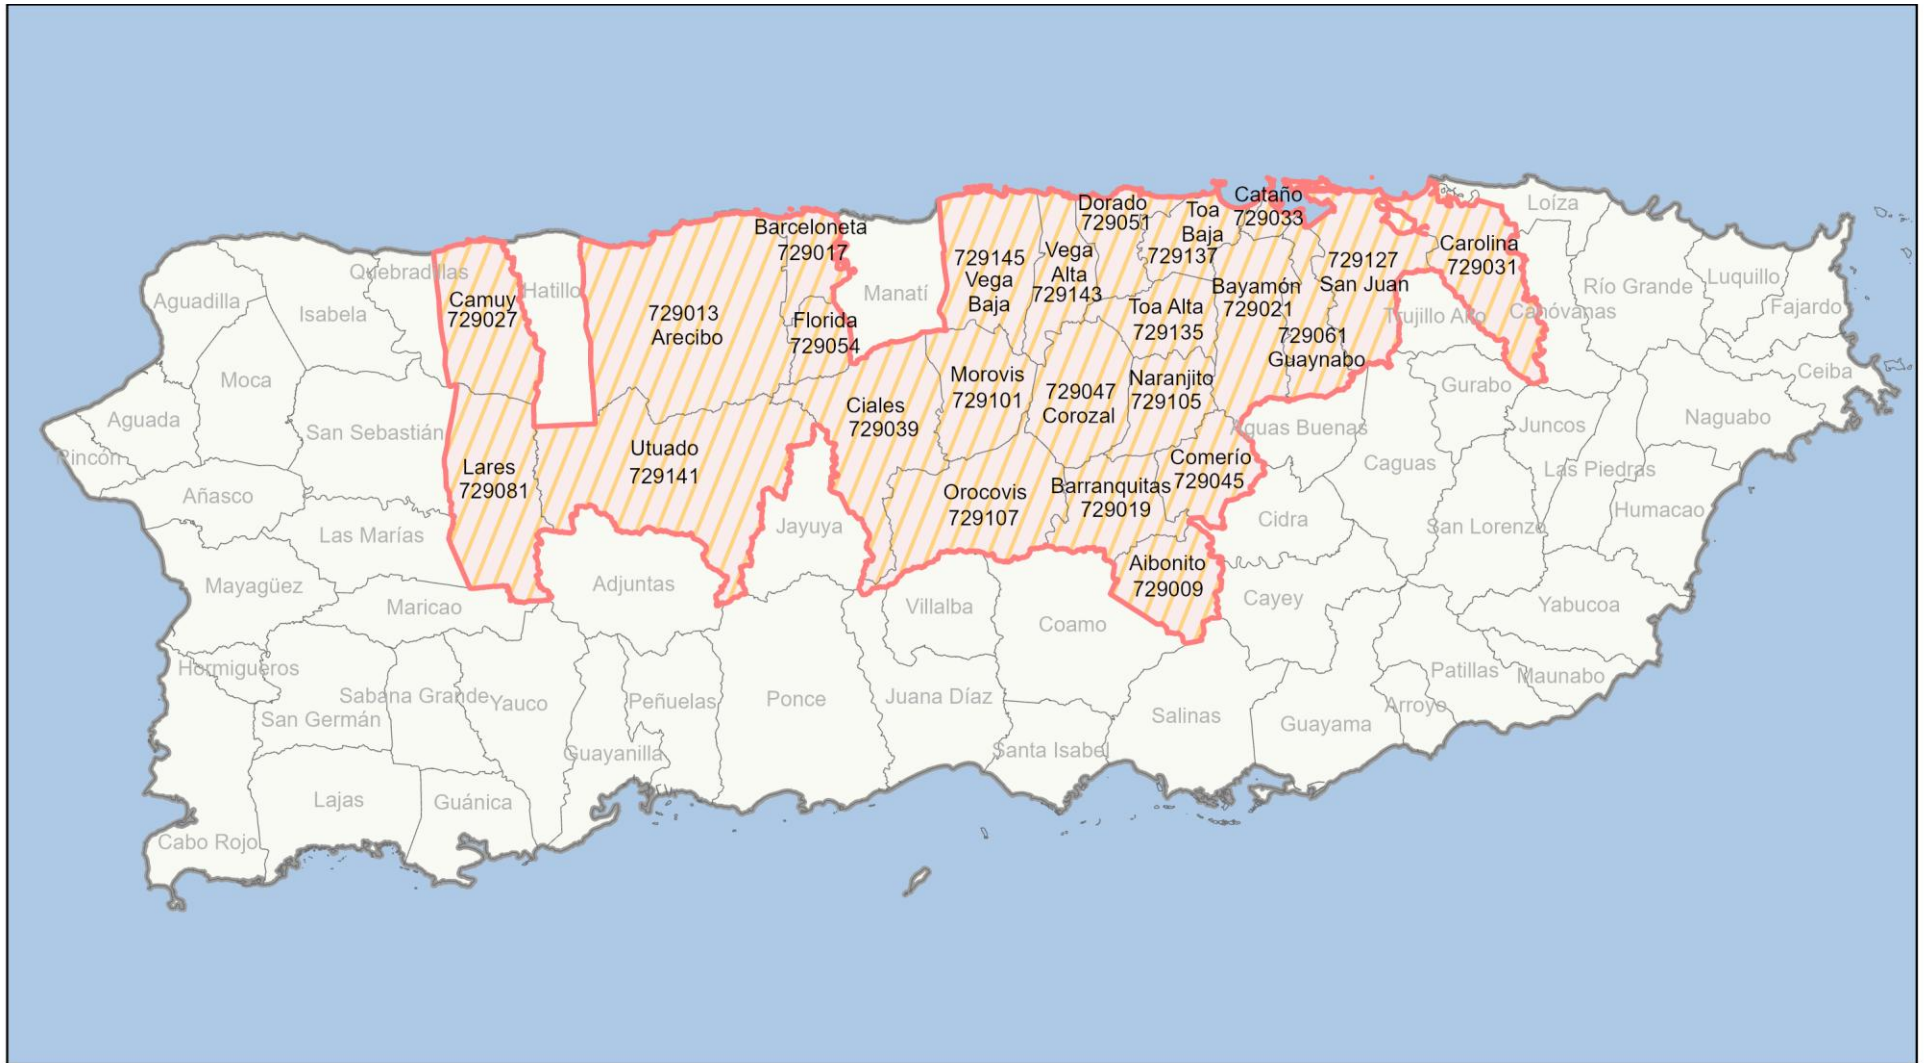 Cataño
729033
Dorado
729051
Toa
Baja
729137
Loíza
Barceloneta
729017
Carolina
729031
Vega
Alta
729143
729145
Vega
Baja
729127
San Juan
Quebradillas
Luquillo
Río Grande
Bayamón
729021
Hatillo
Manatí
Aguadilla
Camuy
729027
Toa Alta
729135
Fajardo
Isabela
729013
Arecibo
Florida
729054
Trujillo Alto
Canóvanas
729061
Guaynabo
Ceiba
Moca
Morovis
729101
729047
Corozal
Naranjito
729105
Gurabo
Ciales
729039
Naguabo
Aguada
San Sebastián
Aguas Buenas
Juncos
Utuado
729141
Rincón
Lares
729081
Comerío
729045
Caguas
Las Piedras
Añasco
Orocovis
729107
Barranquitas
729019
Humacao
Las Marías
Jayuya
Cidra
San Lorenzo
Mayagüez
Adjuntas
Aibonito
729009
Maricao
Villalba
Cayey
Yabucoa
Coamo
Hormigueros
Patillas
Maunabo
Sabana Grande
Yauco
Peñuelas
Ponce
Juana Díaz
Arroyo
San Germán
Salinas
Guayama
Guayanilla
Santa Isabel
Lajas
Guánica
Cabo Rojo